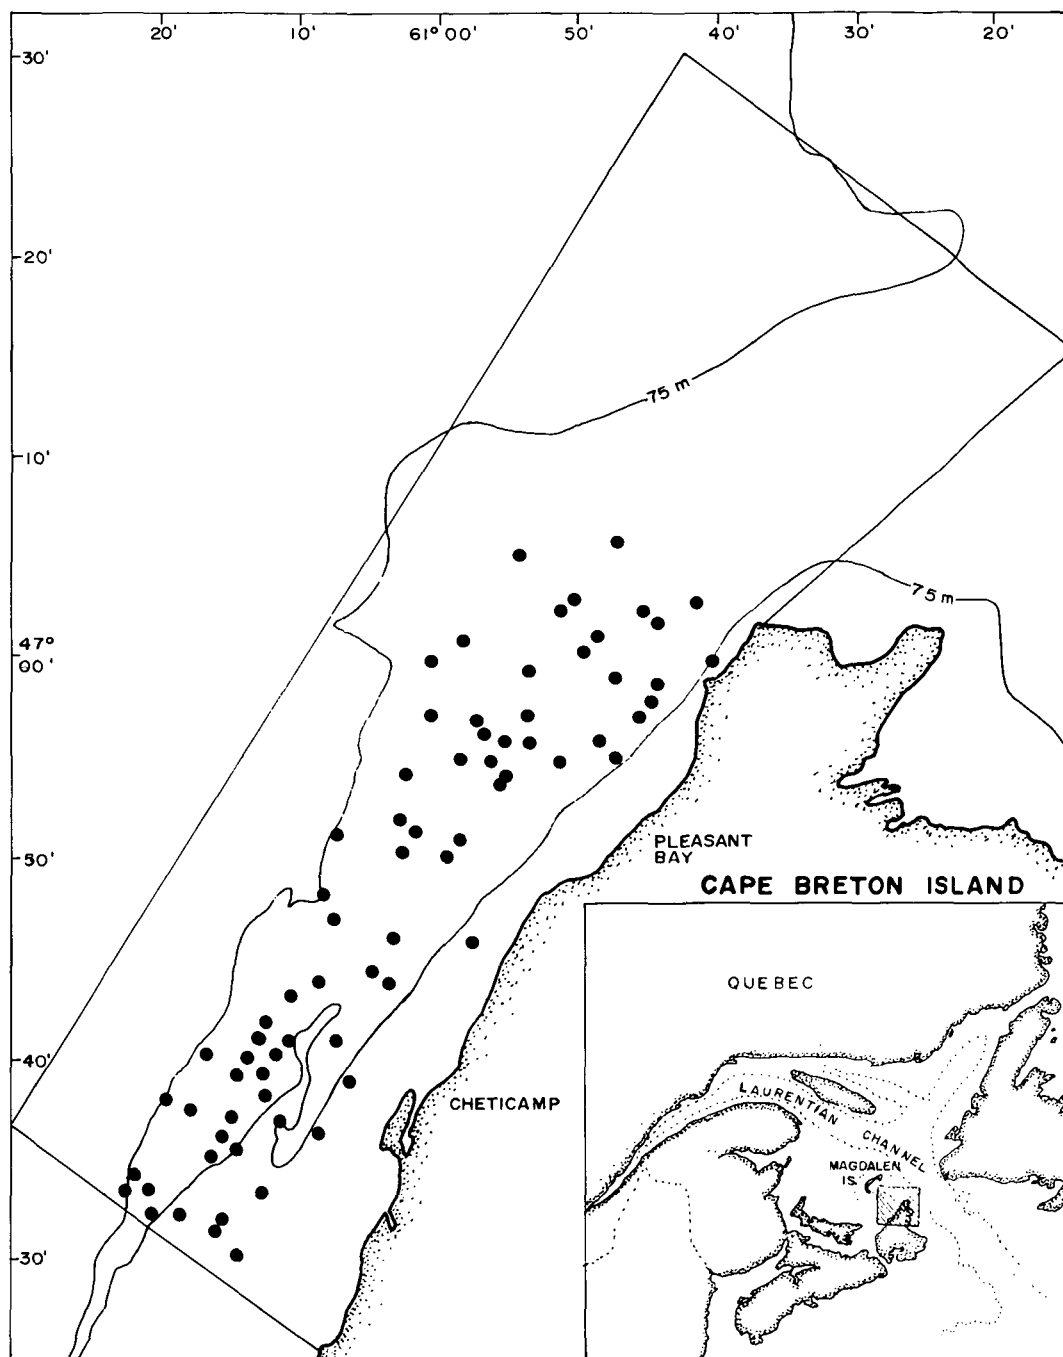 20' 10' 61° 00' 50' 40' 30' 20'
30'
20'
75 m
10'
75 m
47°
00'
50'
PLEASANT
BAY
CAPE BRETON ISLAND
QUEBEC
40'
CHETICAMP
LAURENTIAN CHANNEL
MAGDALEN
IS.
30'